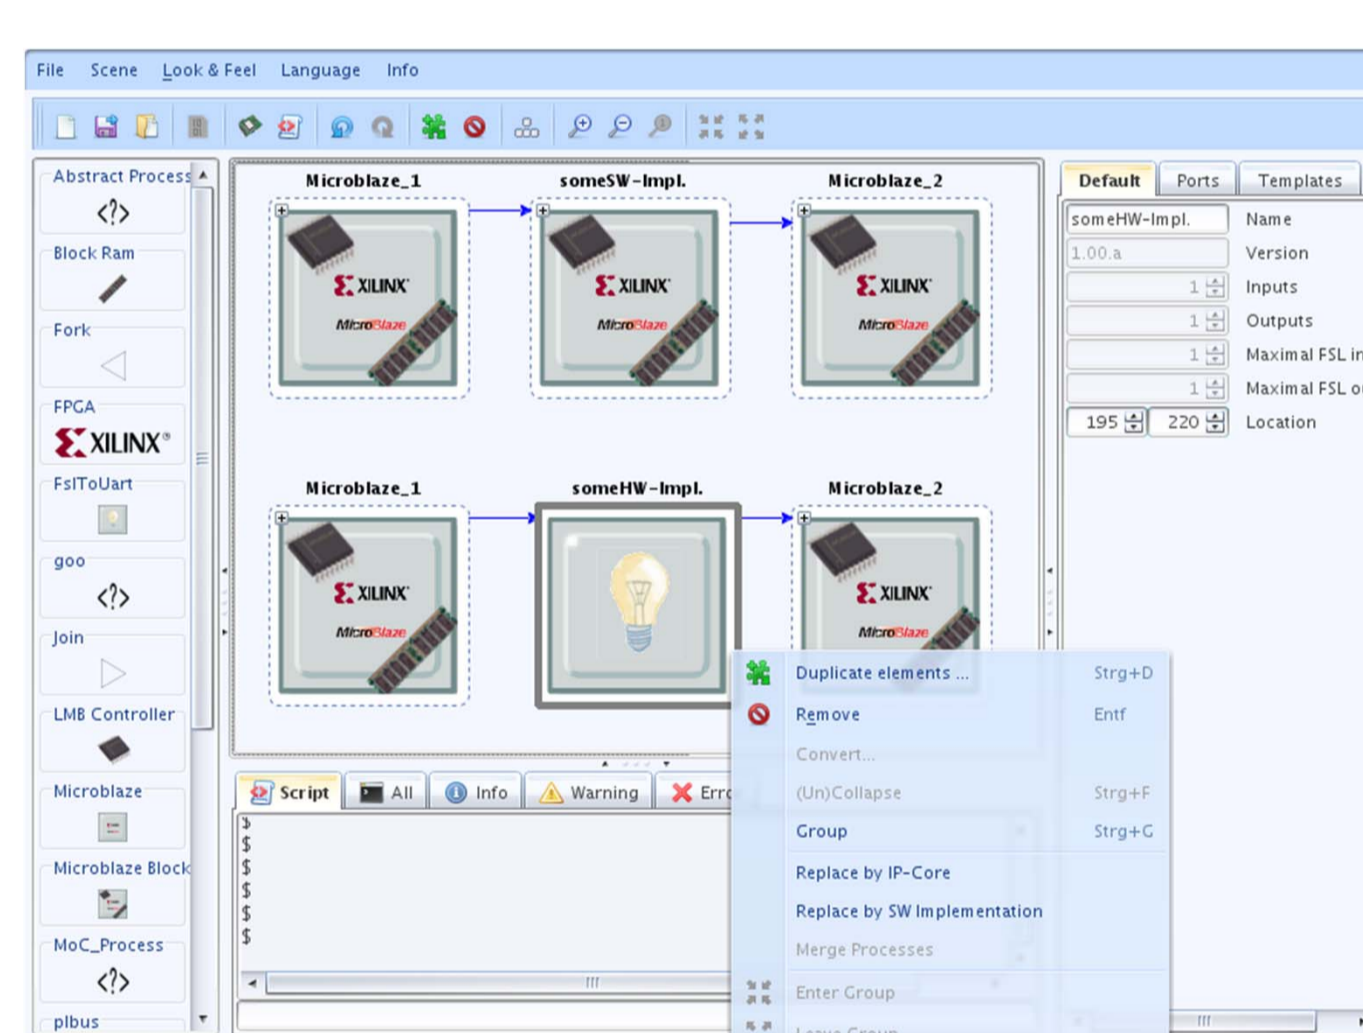 File Scene Look & Feel Language Info
Abstract Process
Block Ram
Fork
FPGA
XILINX®
FslToUart
goo
Join
LMB Controller
Microblaze
Microblaze Block
MoC_Process
plbus
Microblaze_1 someSW-Impl. Microblaze_2
XILINX XILINX XILINX
MicroBlaze MicroBlaze MicroBlaze
Microblaze_1 someHW-Impl. Microblaze_2
XILINX XILINX
MicroBlaze MicroBlaze
Default Ports Templates
someHW-Impl. Name
1.00.a Version
1 Inputs
1 Outputs
1 Maximal FSL in
1 Maximal FSL ou
195 220 Location
Duplicate elements ... Strg+D
Remove Entf
Convert...
(Un)Collapse Strg+F
Group Strg+G
Replace by IP-Core
Replace by SW Implementation
Merge Processes
Enter Group
Leave Group
Script All Info Warning Erro
$
$
$
$
$
$